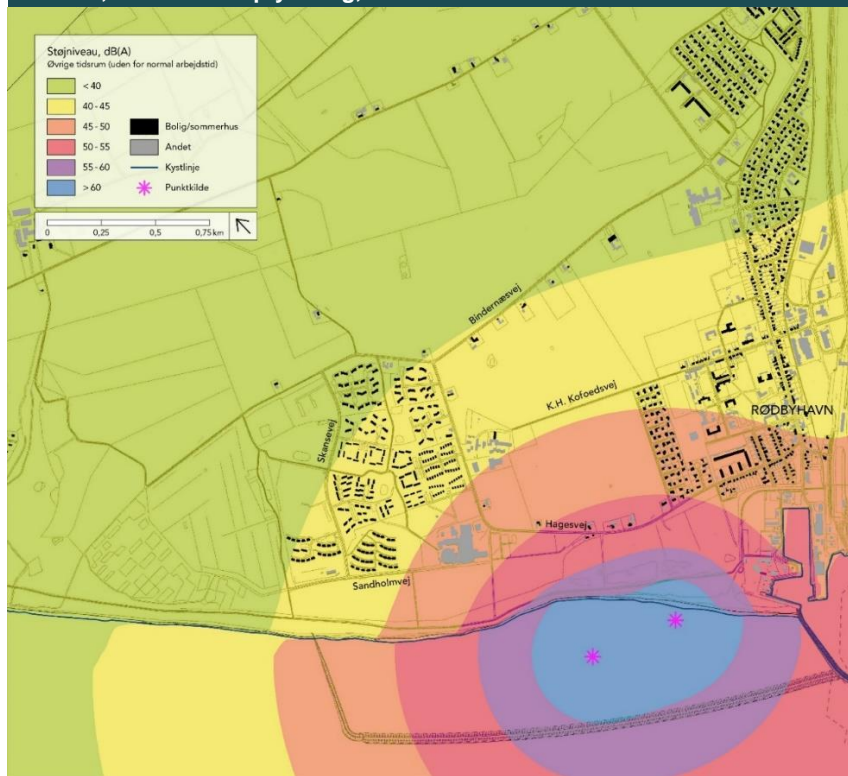 Støjniveau, dB(A)
Øvrige tidsrum (uden for normal arbejdstid)
< 40
40 - 45
45 - 50
50 - 55
55 - 60
> 60
Bolig/sommerhus
Andet
Kystlinje
Punktkilde
0 0,25 0,5 0,75 km
Bindernæsvej
K.H. Kofoedsvej
RØDBYHAVN
Skansevej
Hagesvej
Sandholmvej